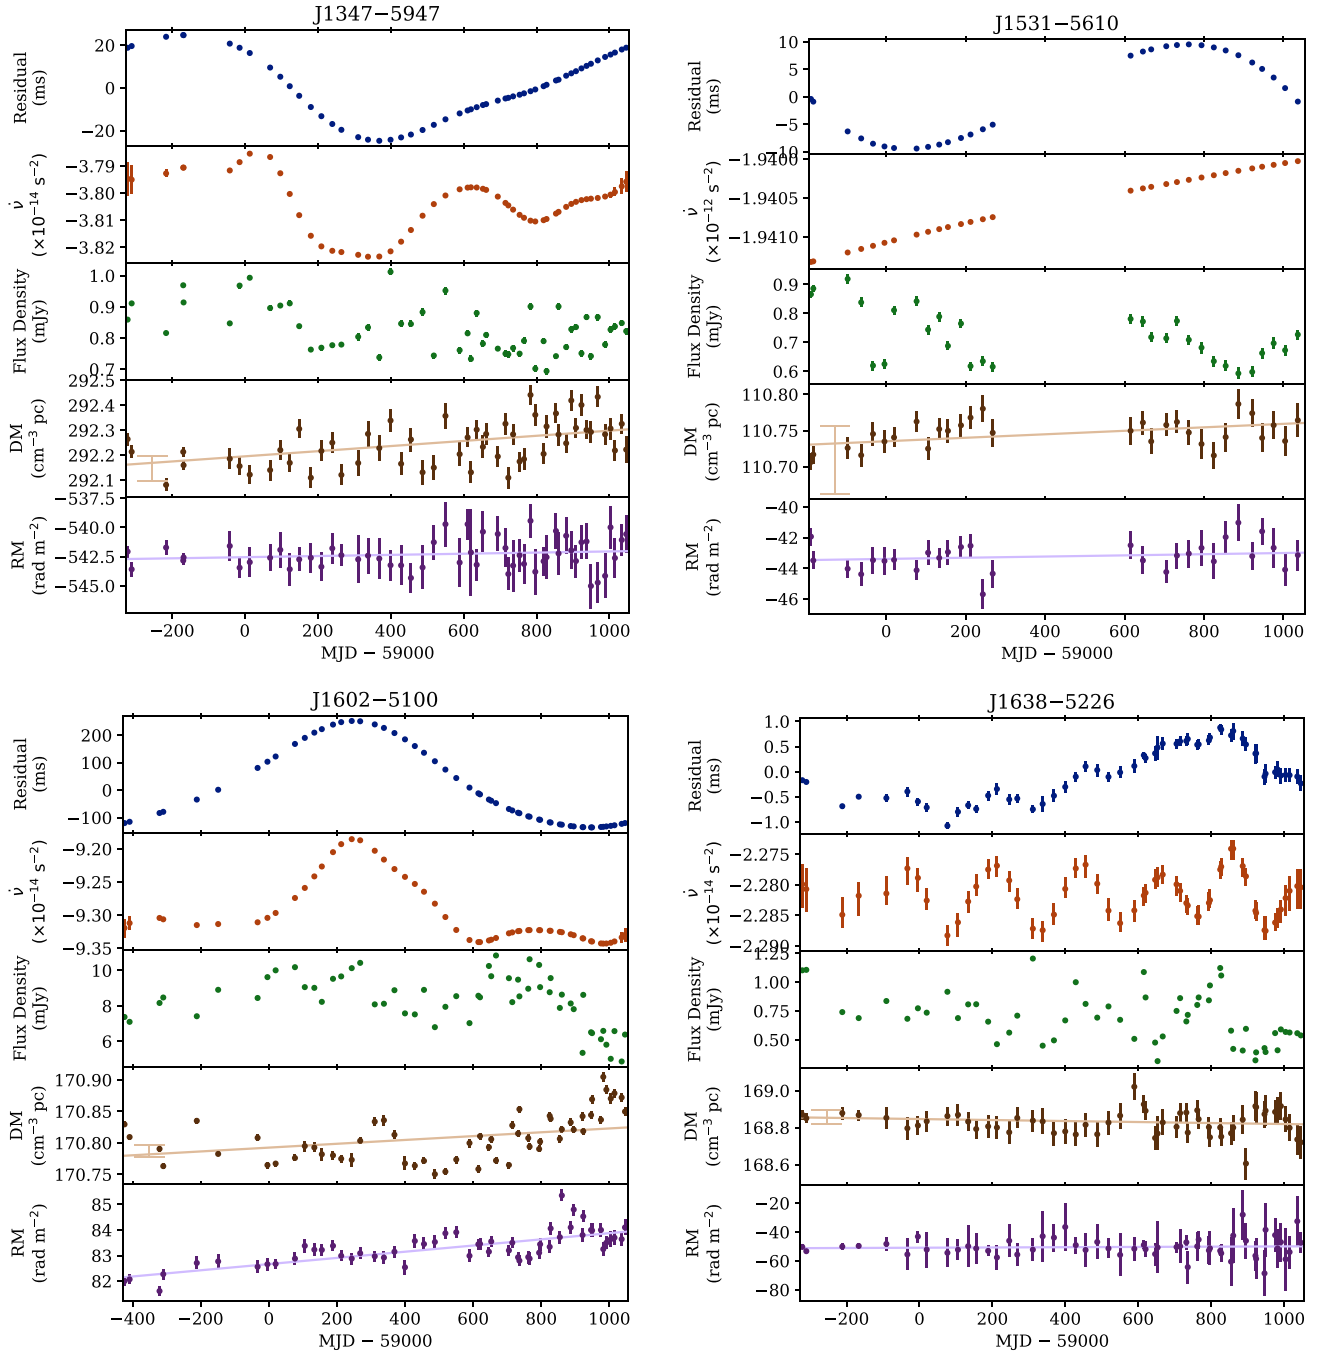 J1347−5947
Residual
(ms)
20
0
−20
ν̇
(×10⁻¹⁴ s⁻²)
−3.79
−3.80
−3.81
−3.82
Flux Density
(mJy)
1.0
0.9
0.8
0.7
DM
(cm⁻³ pc)
292.5
292.4
292.3
292.2
292.1
RM
(rad m⁻²)
−537.5
−540.0
−542.5
−545.0
−200 0 200 400 600 800 1000
MJD − 59000
J1531−5610
Residual
(ms)
10
5
0
−5
−10
ν̇
(×10⁻¹² s⁻²)
−1.9400
−1.9405
−1.9410
Flux Density
(mJy)
0.9
0.8
0.7
0.6
DM
(cm⁻³ pc)
110.80
110.75
110.70
RM
(rad m⁻²)
−40
−42
−44
−46
0 200 400 600 800 1000
MJD − 59000
J1602−5100
Residual
(ms)
200
100
0
−100
ν̇
(×10⁻¹⁴ s⁻²)
−9.20
−9.25
−9.30
−9.35
Flux Density
(mJy)
10
8
6
DM
(cm⁻³ pc)
170.90
170.85
170.80
170.75
RM
(rad m⁻²)
85
84
83
82
−400 −200 0 200 400 600 800 1000
MJD − 59000
J1638−5226
Residual
(ms)
1.0
0.5
0.0
−0.5
−1.0
ν̇
(×10⁻¹⁴ s⁻²)
−2.275
−2.280
−2.285
−2.290
Flux Density
(mJy)
1.25
1.00
0.75
0.50
DM
(cm⁻³ pc)
169.0
168.8
168.6
RM
(rad m⁻²)
−20
−40
−60
−80
−200 0 200 400 600 800 1000
MJD − 59000